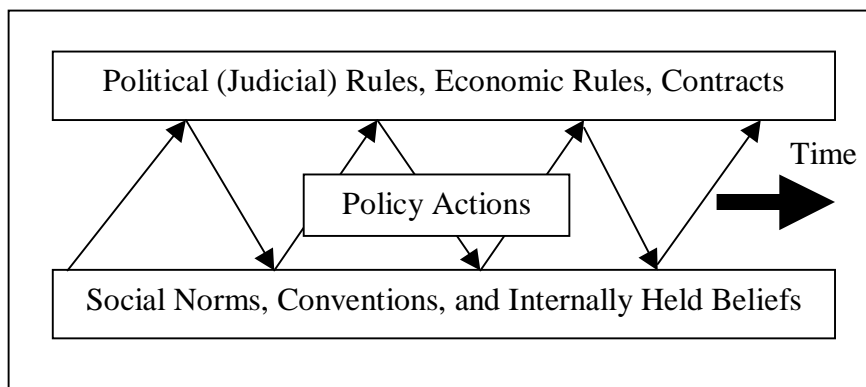 Political (Judicial) Rules, Economic Rules, Contracts
Time
Policy Actions
Social Norms, Conventions, and Internally Held Beliefs